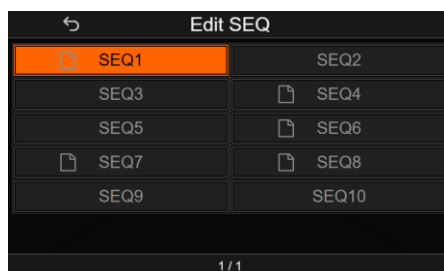 Edit SEQ
SEQ1 SEQ2
SEQ3 SEQ4
SEQ5 SEQ6
SEQ7 SEQ8
SEQ9 SEQ10
1/1